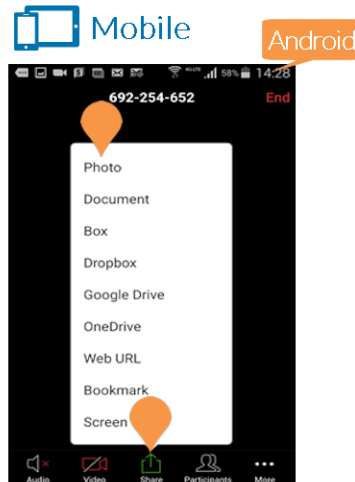 Mobile
Android
58% 14:28
692-254-652 End
Photo
Document
Box
Dropbox
Google Drive
OneDrive
Web URL
Bookmark
Screen
Audio Video Share Participants More